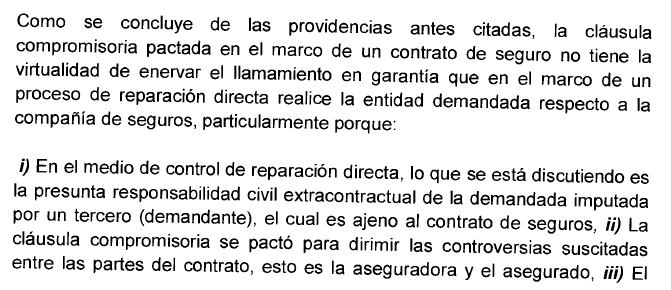 Como se concluye de las providencias antes citadas, la cláusula
compromisoria pactada en el marco de un contrato de seguro no tiene la
virtualidad de enervar el llamamiento en garantía que en el marco de un
proceso de reparación directa realice la entidad demandada respecto a la
compañía de seguros, particularmente porque:
i) En el medio de control de reparación directa, lo que se está discutiendo es
la presunta responsabilidad civil extracontractual de la demandada imputada
por un tercero (demandante), el cual es ajeno al contrato de seguros, ii) La
cláusula compromisoria se pactó para dirimir las controversias suscitadas
entre las partes del contrato, esto es la aseguradora y el asegurado, iii) El